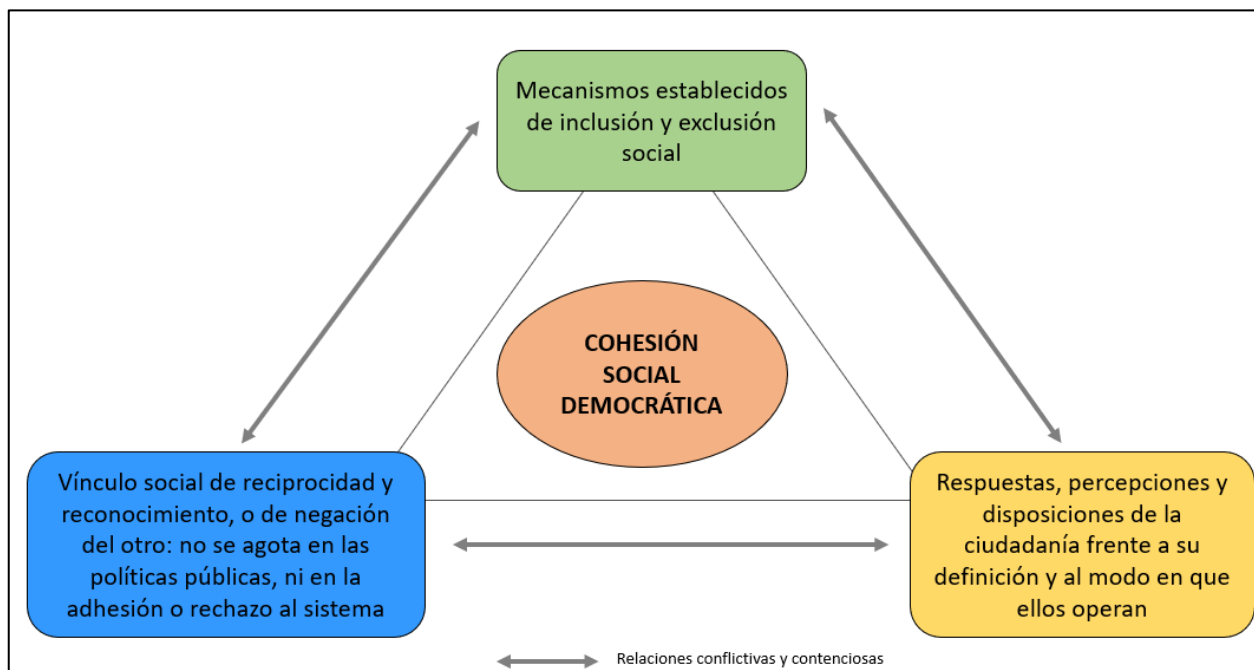 Mecanismos establecidos
de inclusión y exclusión
social
COHESIÓN
SOCIAL
DEMOCRÁTICA
Vínculo social de reciprocidad y
reconocimiento, o de negación
del otro: no se agota en las
políticas públicas, ni en la
adhesión o rechazo al sistema
Respuestas, percepciones y
disposiciones de la
ciudadanía frente a su
definición y al modo en que
ellos operan
Relaciones conflictivas y contenciosas